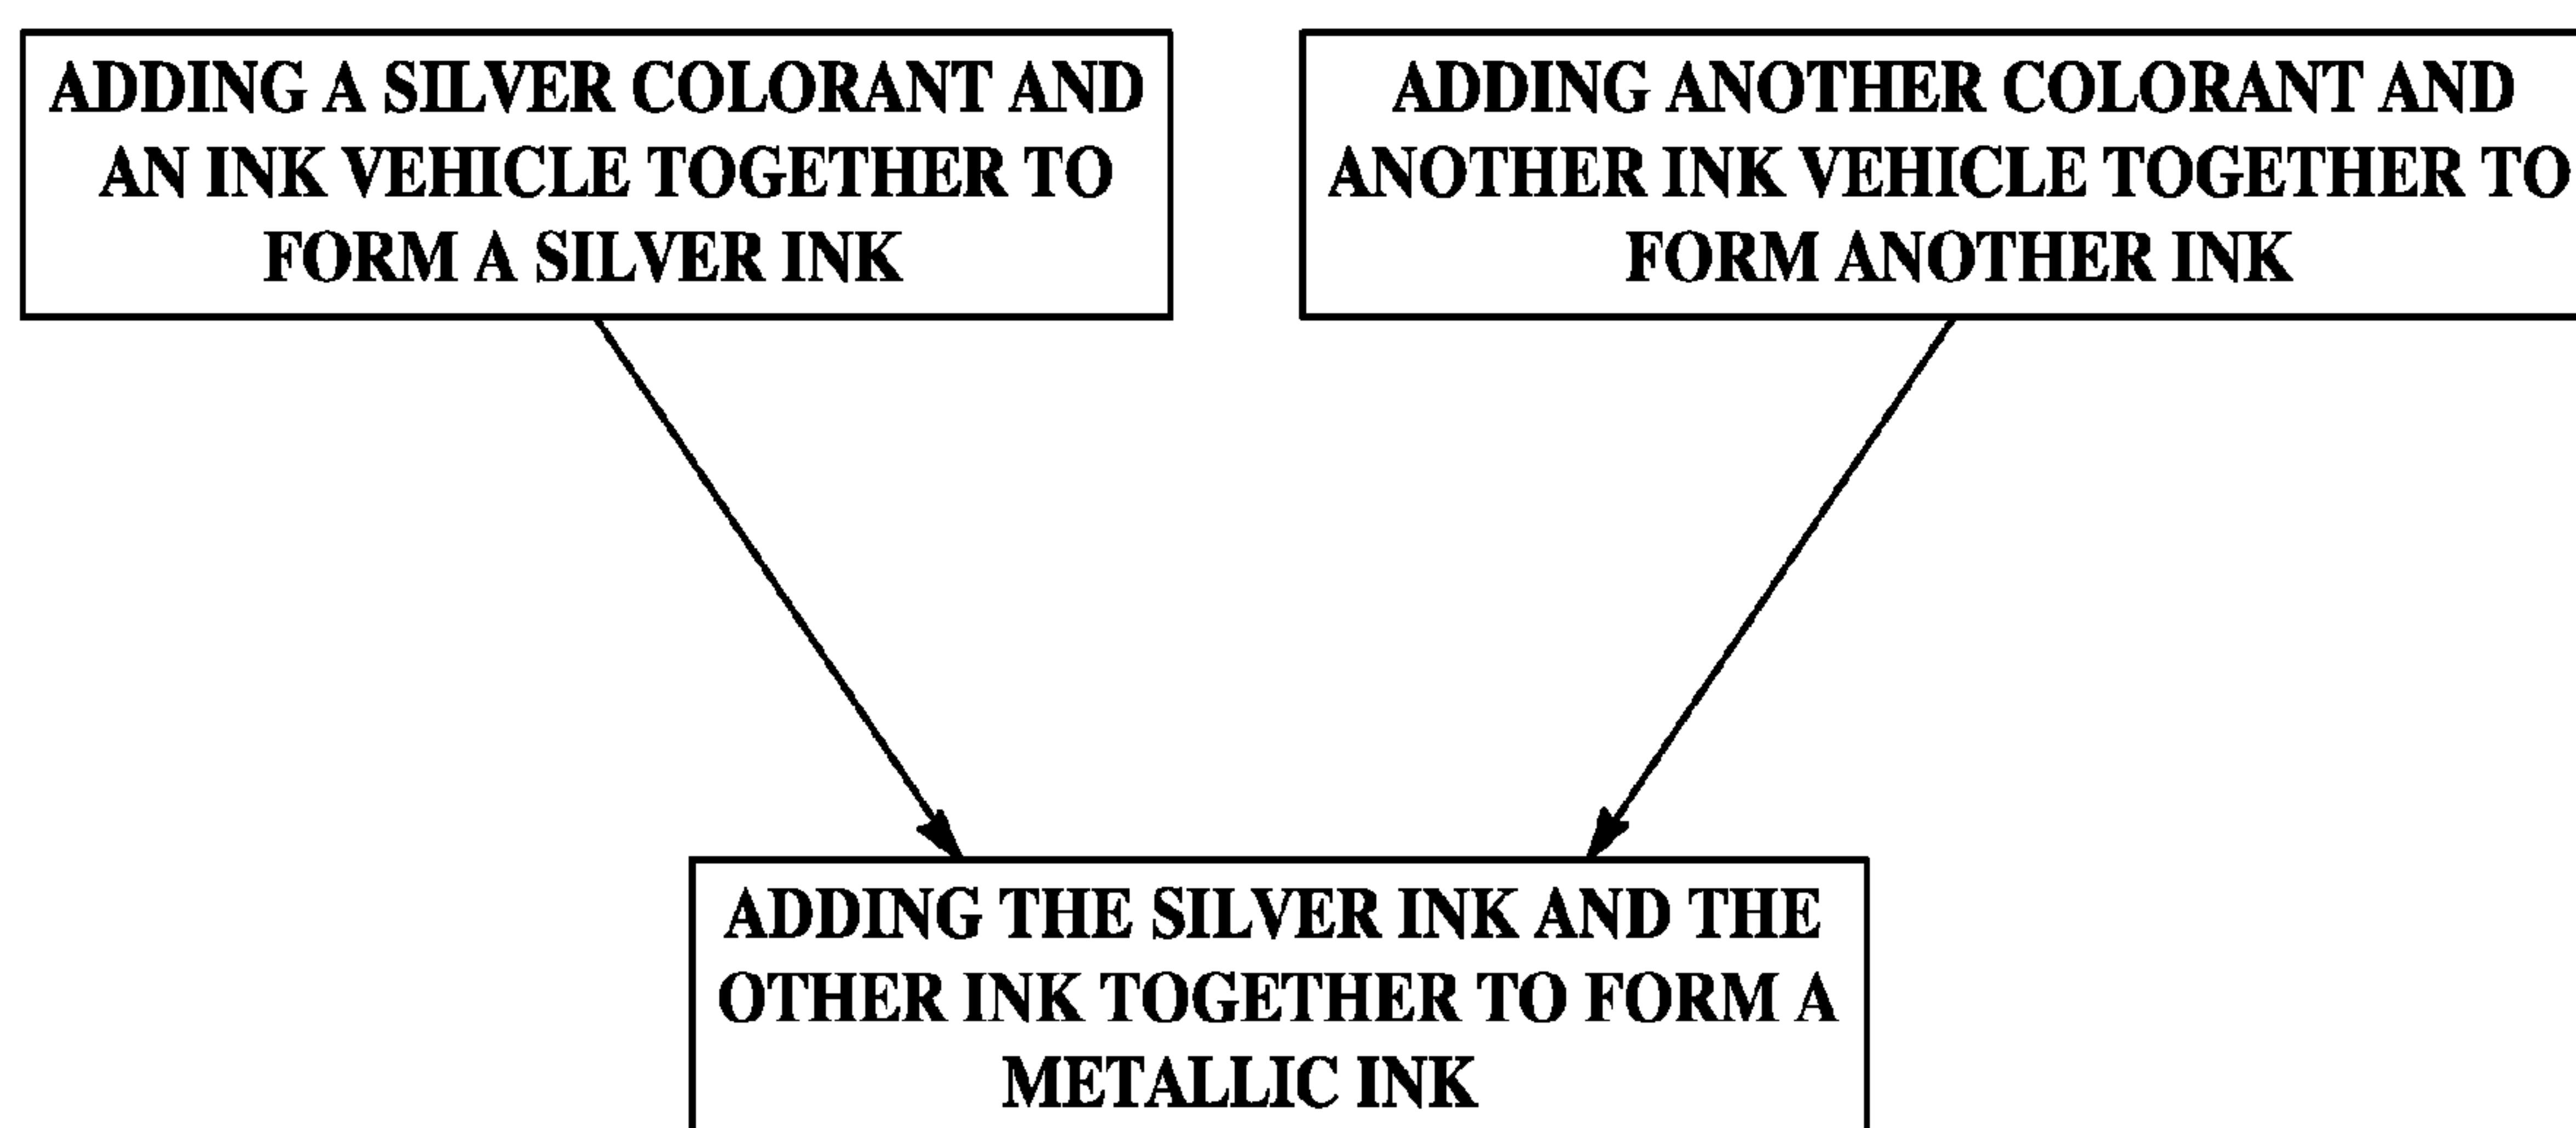 ADDING A SILVER COLORANT AND
AN INK VEHICLE TOGETHER TO
FORM A SILVER INK
ADDING ANOTHER COLORANT AND
ANOTHER INK VEHICLE TOGETHER TO
FORM ANOTHER INK
ADDING THE SILVER INK AND THE
OTHER INK TOGETHER TO FORM A
METALLIC INK